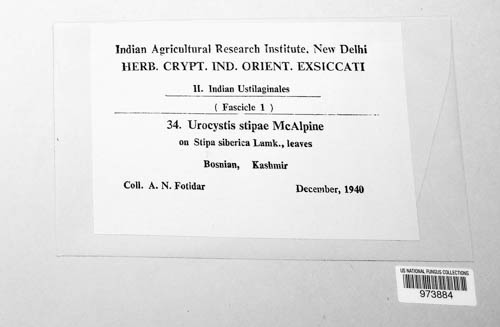 Indian Agricultural Research Institute, New Delhi
HERB. CRYPT. IND. ORIENT. EXSICCATI
II. Indian Ustilaginales
( Fascicle 1 )
34. Urocystis stipae McAlpine
on Stipa siberica Lamk., leaves
Bosnian, Kashmir
Coll. A. N. Fotidar December, 1940
US NATIONAL FUNGUS COLLECTIONS
973884